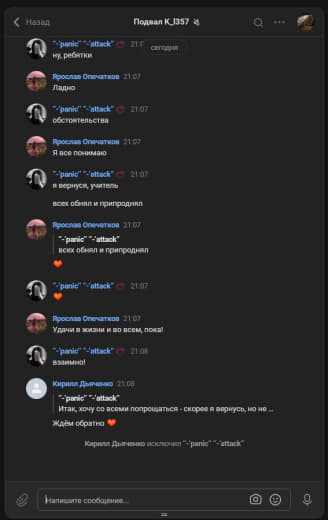 Назад
Подвал K_l357
"-'panic" "-'attack" 21:0
сегодня
ну, ребятки
Ярослав Опечатков 21:07
Ладно
"-'panic" "-'attack" 21:07
обстоятельства
Ярослав Опечатков 21:07
Я все понимаю
"-'panic" "-'attack" 21:07
я вернуся, учитель
всех обнял и припроднял
Ярослав Опечатков 21:07
"-'panic" "-'attack"
всех обнял и припроднял
"-'panic" "-'attack" 21:07
Ярослав Опечатков 21:07
Удачи в жизни и во всем, пока!
"-'panic" "-'attack" 21:08
взаимно!
Кирилл Дьяченко 21:08
"-'panic" "-'attack"
Итак, хочу со всеми попрощаться - скорее я вернусь, но не ...
Ждём обратно
Кирилл Дьяченко исключил "-'panic" "-'attack"
Напишите сообщение...